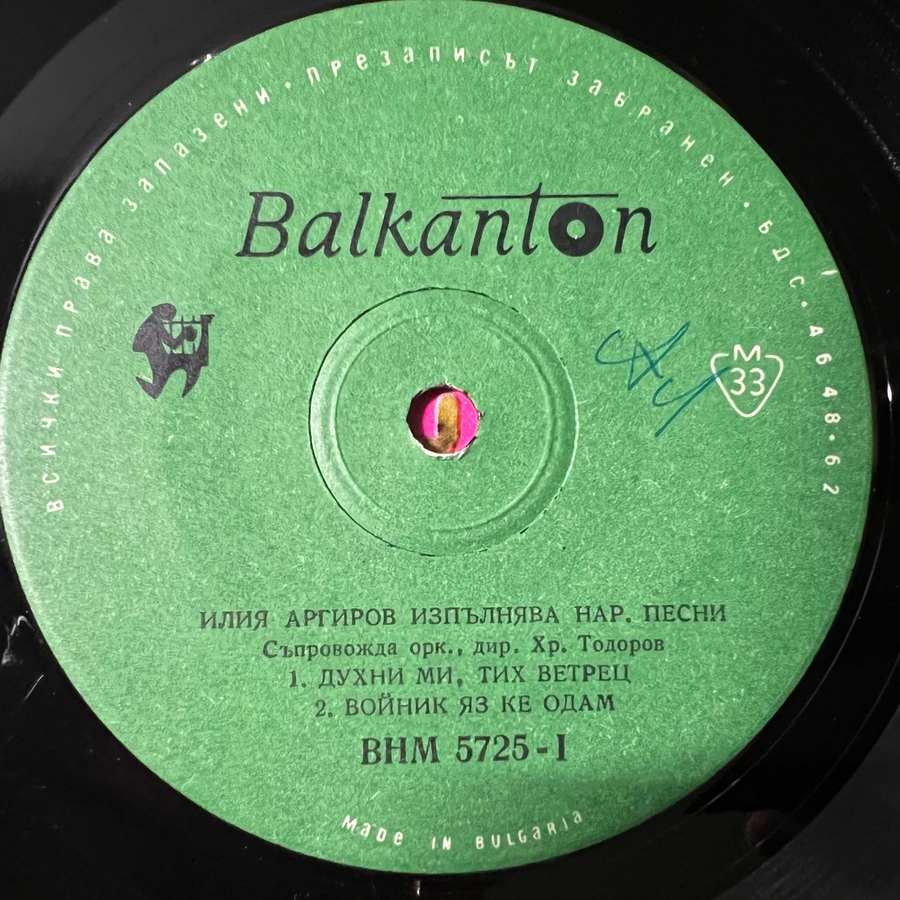 ВСИЧКИ ПРАВА ЗАПАЗЕНИ · ПРЕЗАПИСЪТ ЗАБРАНЕН · БДС · 4648-62
Balkanton
M
33
ИЛИЯ АРГИРОВ ИЗПЪЛНЯВА НАР. ПЕСНИ
Съпровожда орк., дир. Хр. Тодоров
1. ДУХНИ МИ, ТИХ ВЕТРЕЦ
2. ВОЙНИК ЯЗ КЕ ОДАМ
ВНМ 5725-I
MADE IN BULGARIA